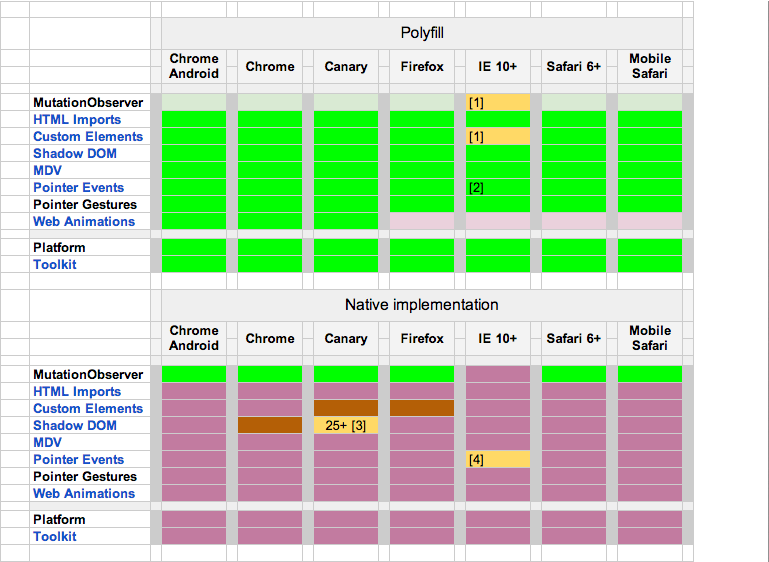 Polyfill
Chrome Android Chrome Canary Firefox IE 10+ Safari 6+ Mobile Safari
MutationObserver [1]
HTML Imports
Custom Elements [1]
Shadow DOM
MDV
Pointer Events [2]
Pointer Gestures
Web Animations
Platform
Toolkit
Native implementation
Chrome Android Chrome Canary Firefox IE 10+ Safari 6+ Mobile Safari
MutationObserver
HTML Imports
Custom Elements
Shadow DOM 25+ [3]
MDV
Pointer Events [4]
Pointer Gestures
Web Animations
Platform
Toolkit